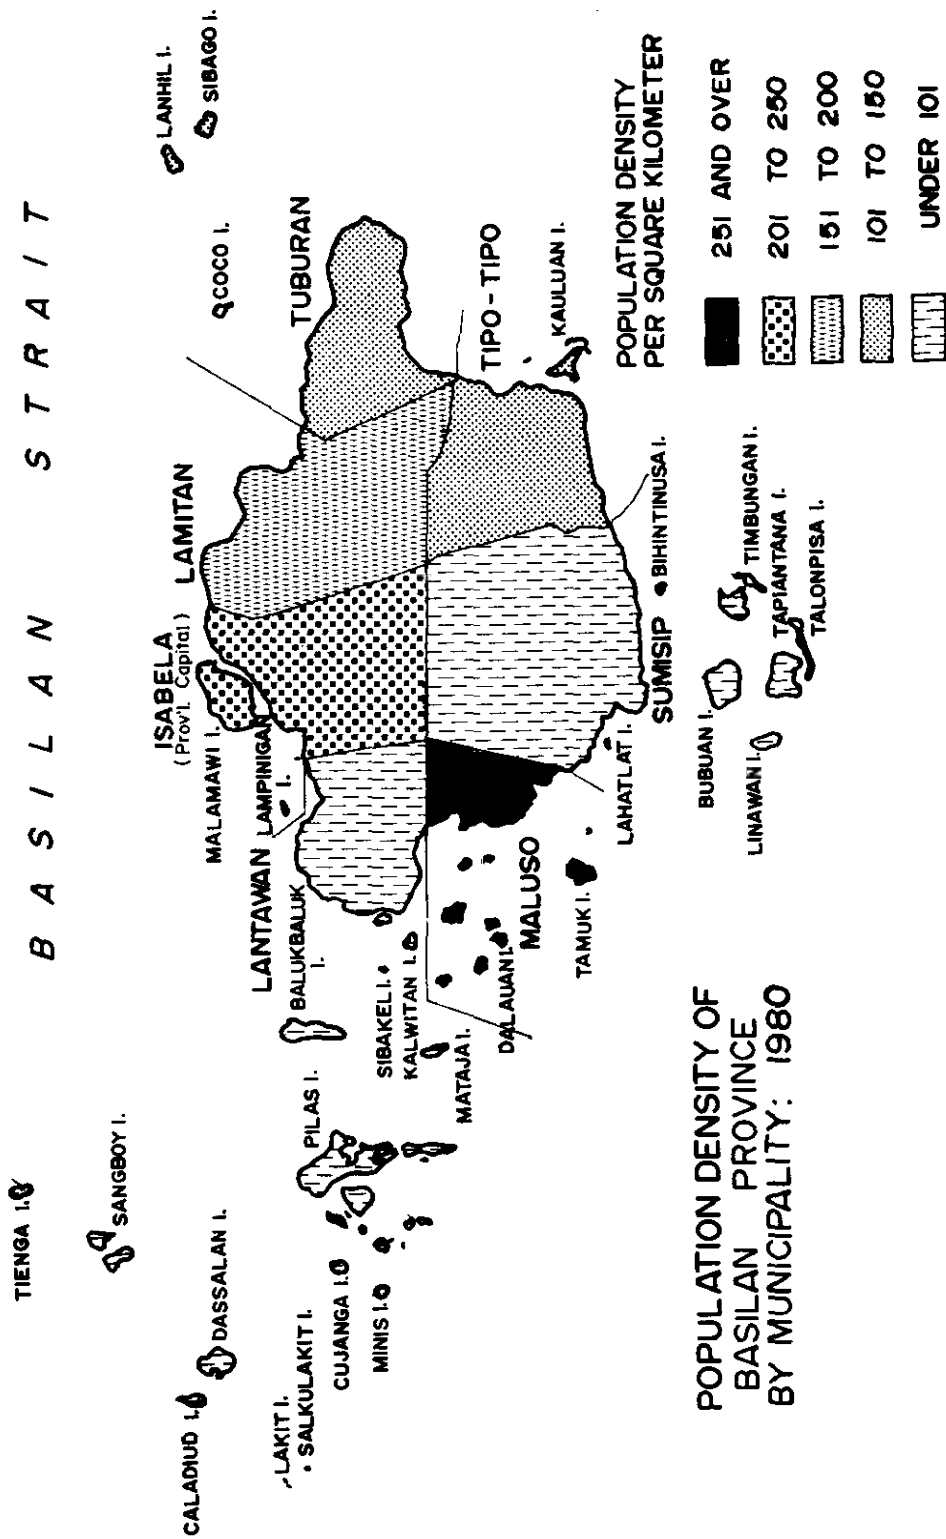 BASILAN STRAIT
TIENGA I.
SANGBOY I.
CALADIUD I.
DASSALAN I.
LAKIT I.
SALKULAKIT I.
CUJANGA I.
MINIS I.
PILAS I.
LANTAWAN
BALUKBALUK
I.
SIBAKEL I.
KALWITAN I.
MATAJA I.
DALAUAN I.
MALUSO
TAMUK I.
ISABELA
(Prov'l. Capital)
MALAMAWI I.
LAMPINIGAN
I.
LAMITAN
COCO I.
LANHIL I.
SIBAGO I.
TUBURAN
TIPO-TIPO
KAULUAN I.
BIHINTINUSA I.
SUMISIP
LAHATLAT I.
BUBUAN I.
LINAWAN I.
TIMBUNGAN I.
TAPIANTANA I.
TALONPISA I.
POPULATION DENSITY OF
BASILAN PROVINCE
BY MUNICIPALITY: 1980
POPULATION DENSITY
PER SQUARE KILOMETER
251 AND OVER
201 TO 250
151 TO 200
101 TO 150
UNDER 101